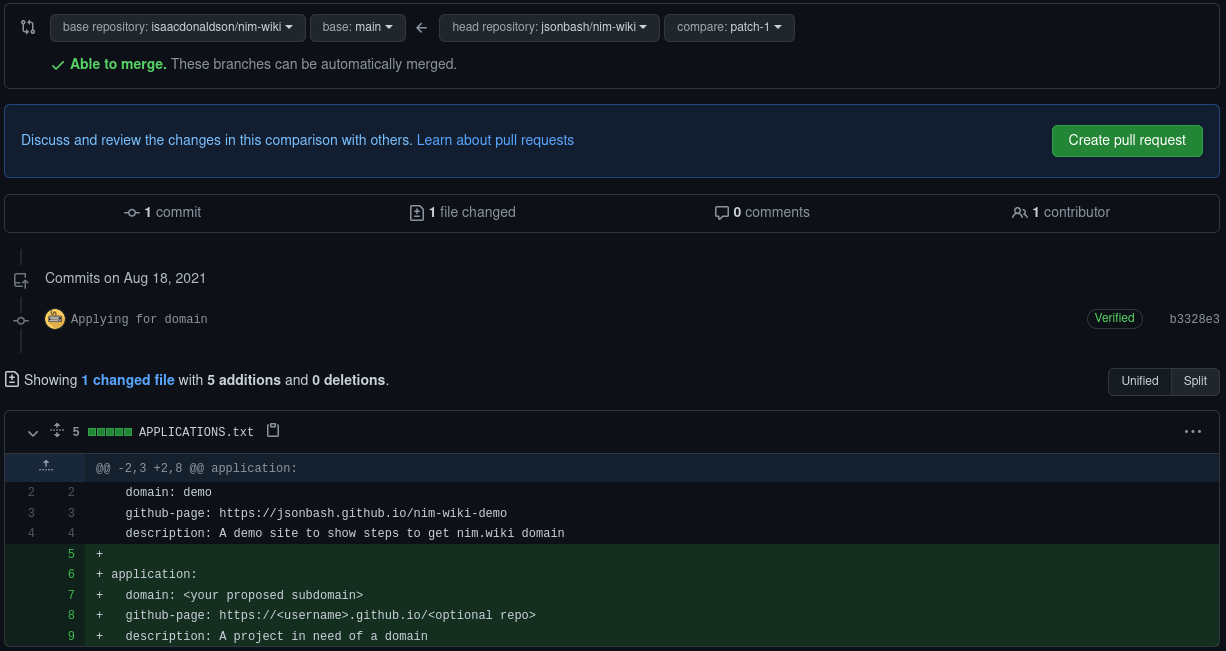 base repository: isaacdonaldson/nim-wiki base: main head repository: jsonbash/nim-wiki compare: patch-1
Able to merge. These branches can be automatically merged.
Discuss and review the changes in this comparison with others. Learn about pull requests Create pull request
1 commit 1 file changed 0 comments 1 contributor
Commits on Aug 18, 2021
Applying for domain Verified b3328e3
Showing 1 changed file with 5 additions and 0 deletions. Unified Split
5 APPLICATIONS.txt
@@ -2,3 +2,8 @@ application:
2 2 domain: demo
3 3 github-page: https://jsonbash.github.io/nim-wiki-demo
4 4 description: A demo site to show steps to get nim.wiki domain
5 +
6 + application:
7 + domain: <your proposed subdomain>
8 + github-page: https://<username>.github.io/<optional repo>
9 + description: A project in need of a domain